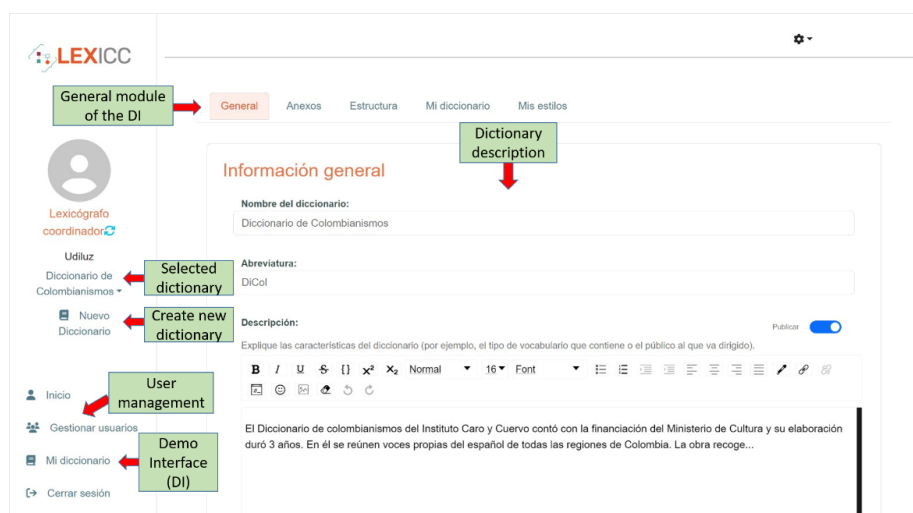 LEXICC
General module
of the DI
General Anexos Estructura Mi diccionario Mis estilos
Dictionary
description
Información general
Nombre del diccionario:
Diccionario de Colombianismos
Lexicógrafo
coordinador
Udiluz
Diccionario de
Colombianismos
Selected
dictionary
Abreviatura:
DiCol
Nuevo
Diccionario
Create new
dictionary
Descripción:
Publicar
Explique las características del diccionario (por ejemplo, el tipo de vocabulario que contiene o el público al que va dirigido).
B I U S {} x² x₂ Normal 16 Font
User
management
Inicio
Gestionar usuarios
Demo
Interface
(DI)
Mi diccionario
Cerrar sesión
El Diccionario de colombianismos del Instituto Caro y Cuervo contó con la financiación del Ministerio de Cultura y su elaboración
duró 3 años. En él se reúnen voces propias del español de todas las regiones de Colombia. La obra recoge...